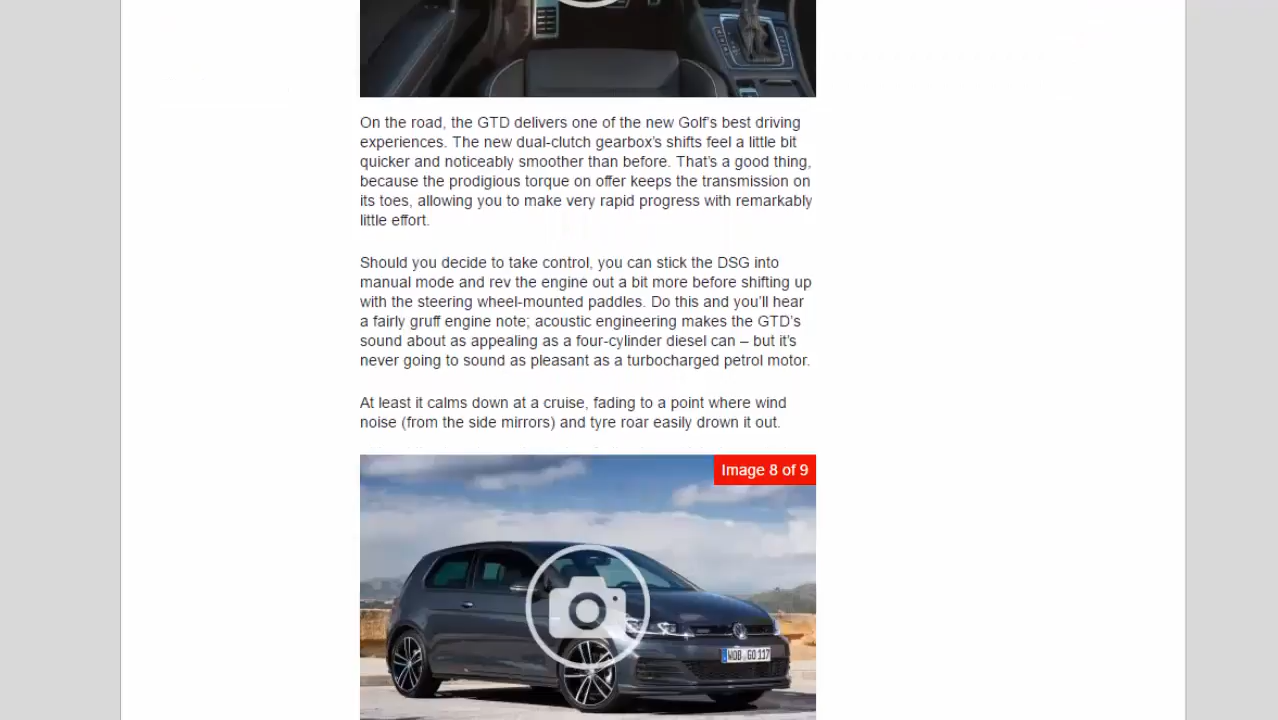 On the road, the GTD delivers one of the new Golf's best driving
experiences. The new dual-clutch gearbox's shifts feel a little bit
quicker and noticeably smoother than before. That's a good thing,
because the prodigious torque on offer keeps the transmission on
its toes, allowing you to make very rapid progress with remarkably
little effort.
Should you decide to take control, you can stick the DSG into
manual mode and rev the engine out a bit more before shifting up
with the steering wheel-mounted paddles. Do this and you'll hear
a fairly gruff engine note; acoustic engineering makes the GTD's
sound about as appealing as a four-cylinder diesel can – but it's
never going to sound as pleasant as a turbocharged petrol motor.
At least it calms down at a cruise, fading to a point where wind
noise (from the side mirrors) and tyre roar easily drown it out.
Image 8 of 9
WOB GO 117